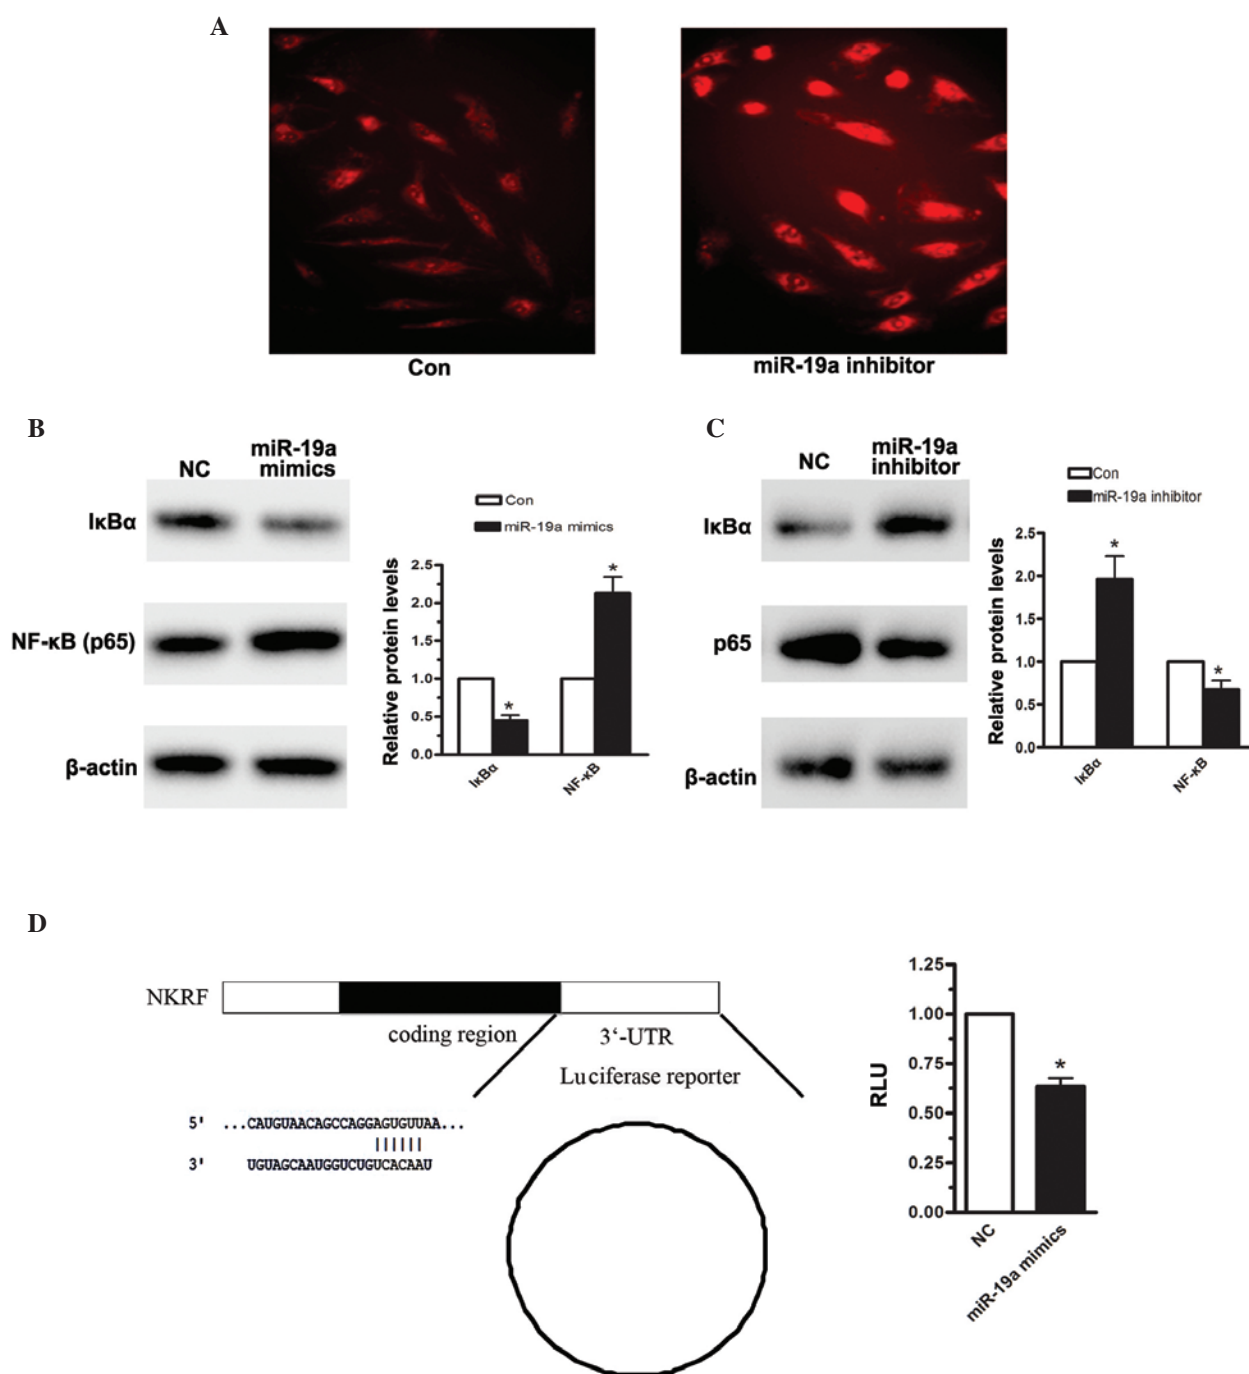 A
Con
miR-19a inhibitor
B
NC
miR-19a
mimics
IκBα
NF-κB (p65)
β-actin
Con
miR-19a mimics
Relative protein levels
2.5
2.0
1.5
1.0
0.5
0.0
*
*
IκBα
NF-κB
C
NC
miR-19a
inhibitor
IκBα
p65
β-actin
Con
miR-19a inhibitor
Relative protein levels
2.5
2.0
1.5
1.0
0.5
0.0
*
*
IκBα
NF-κB
D
NKRF
coding region
3'-UTR
Luciferase reporter
5' ...CAUGUAACAGCCAGGAGUGUUAA...
||||||
3' UGUAGCAAUGGUCUGUCACAAU
RLU
1.25
1.00
0.75
0.50
0.25
0.00
*
NC
miR-19a mimics